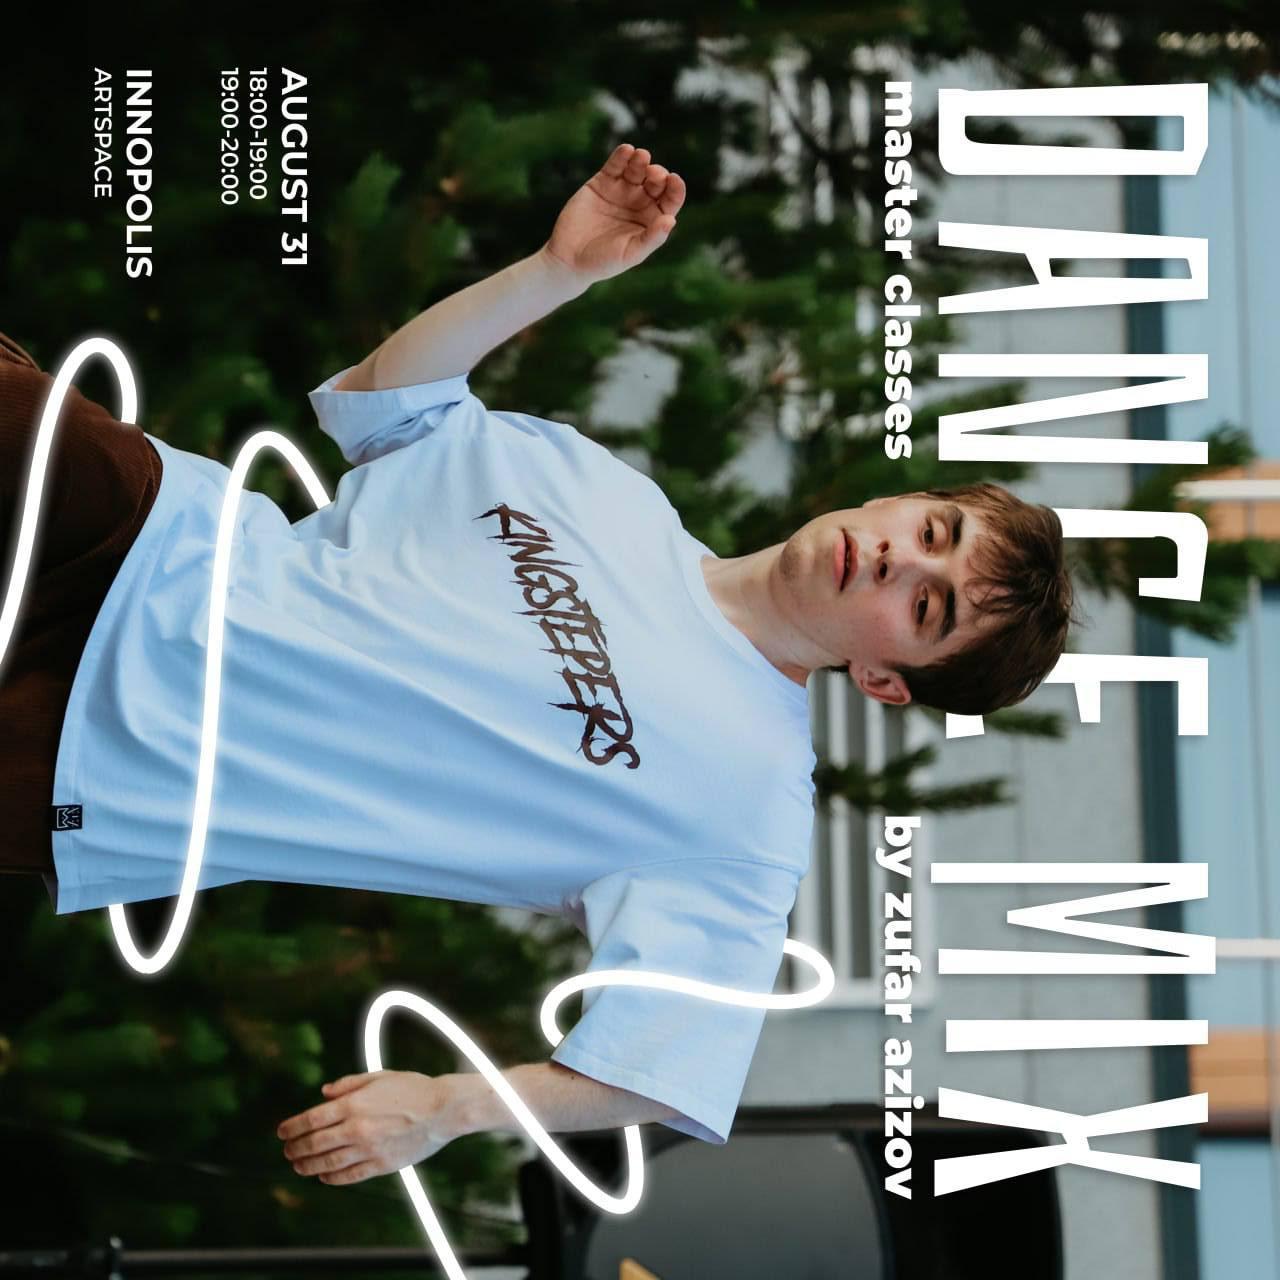 DANCE MIX
master classes by zufar azizov
KINGSTEPERS
AUGUST 31
18:00-19:00
19:00-20:00
INNOPOLIS
ARTSPACE